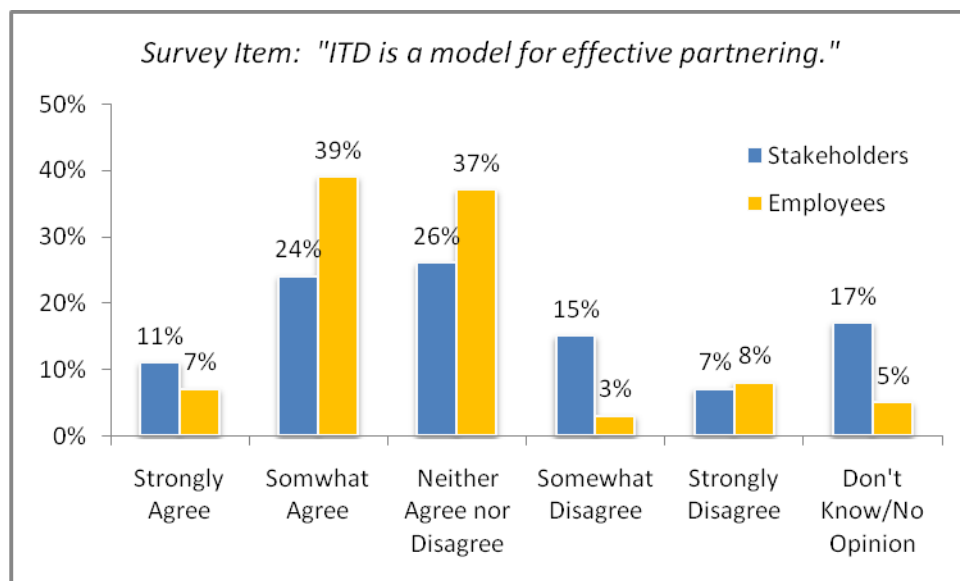 Survey Item:  "ITD is a model for effective partnering."
50%
40%
30%
20%
10%
0%
11%
7%
24%
39%
26%
37%
15%
3%
7%
8%
17%
5%
Stakeholders
Employees
Strongly
Agree
Somwhat
Agree
Neither
Agree nor
Disagree
Somewhat
Disagree
Strongly
Disagree
Don't
Know/No
Opinion